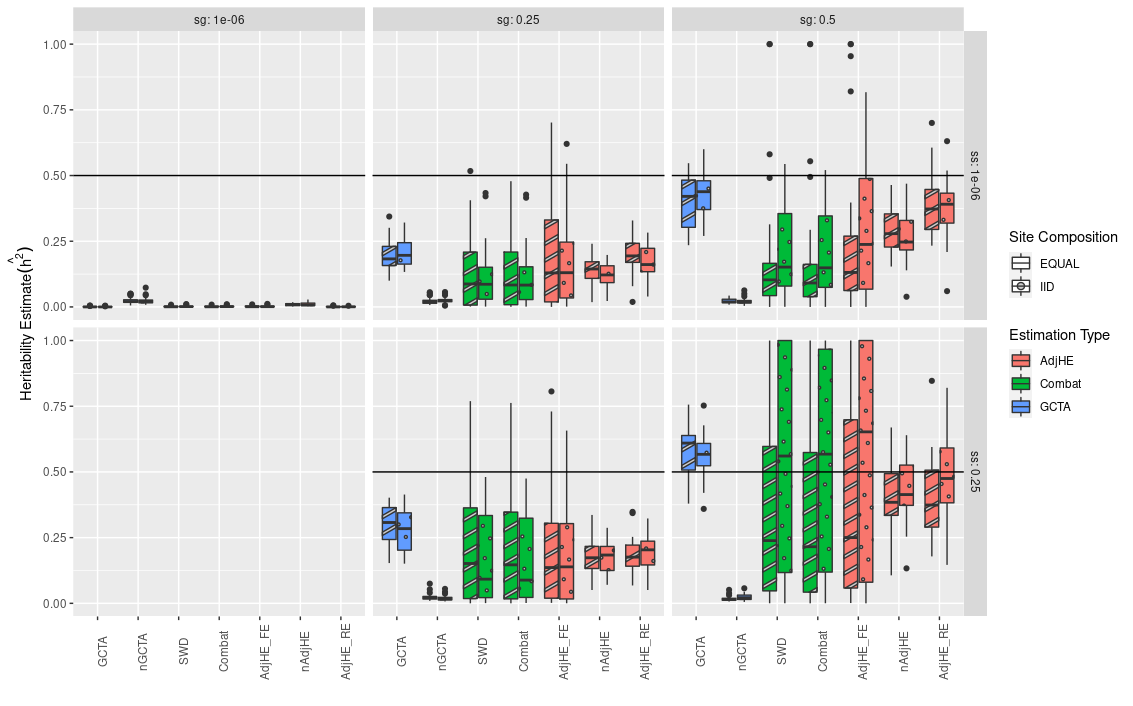 sg: 1e-06 sg: 0.25 sg: 0.5
1.00
0.75
0.50
0.25
0.00
ss: 1e-06
1.00
0.75
0.50
0.25
0.00
ss: 0.25
Heritability Estimate(ĥ²)
GCTA nGCTA SWD Combat AdjHE_FE nAdjHE AdjHE_RE
GCTA nGCTA SWD Combat AdjHE_FE nAdjHE AdjHE_RE
GCTA nGCTA SWD Combat AdjHE_FE nAdjHE AdjHE_RE
Site Composition
EQUAL
IID
Estimation Type
AdjHE
Combat
GCTA